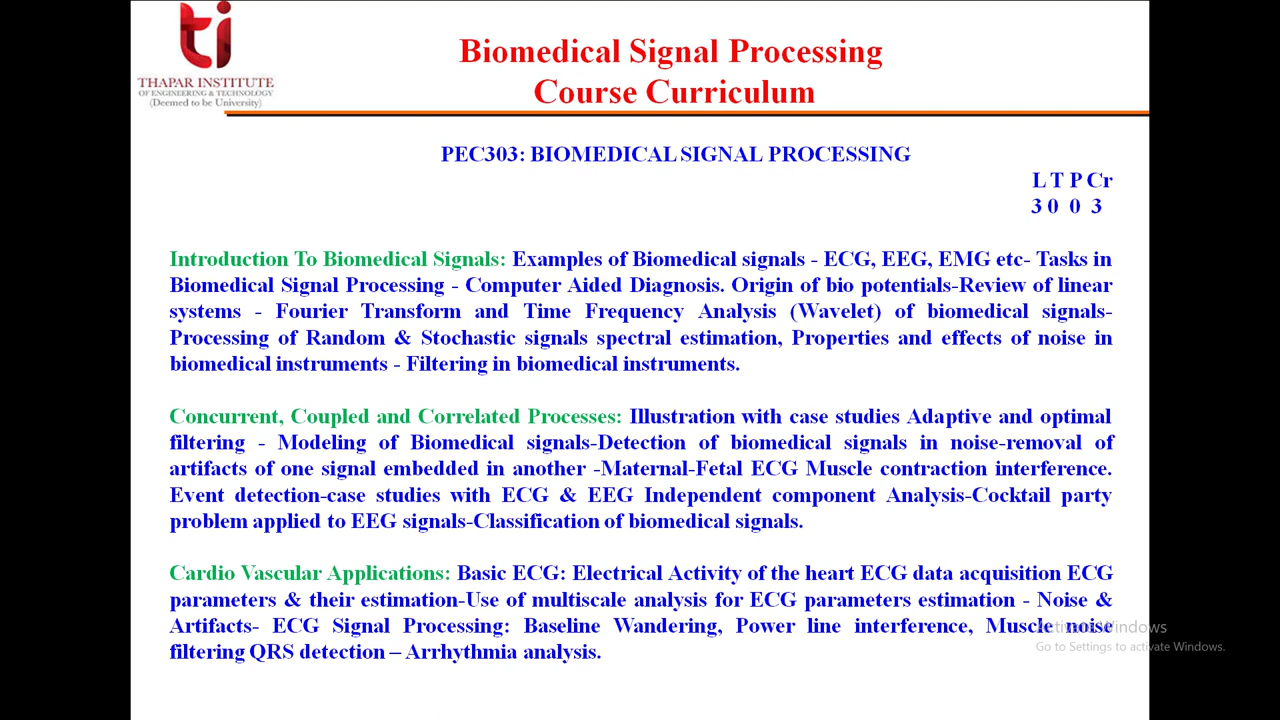 ti
THAPAR INSTITUTE
OF ENGINEERING & TECHNOLOGY
(Deemed to be University)
Biomedical Signal Processing
Course Curriculum
PEC303: BIOMEDICAL SIGNAL PROCESSING
L T P Cr
3 0 0 3
Introduction To Biomedical Signals: Examples of Biomedical signals - ECG, EEG, EMG etc- Tasks in
Biomedical Signal Processing - Computer Aided Diagnosis. Origin of bio potentials-Review of linear
systems - Fourier Transform and Time Frequency Analysis (Wavelet) of biomedical signals-
Processing of Random & Stochastic signals spectral estimation, Properties and effects of noise in
biomedical instruments - Filtering in biomedical instruments.
Concurrent, Coupled and Correlated Processes: Illustration with case studies Adaptive and optimal
filtering - Modeling of Biomedical signals-Detection of biomedical signals in noise-removal of
artifacts of one signal embedded in another -Maternal-Fetal ECG Muscle contraction interference.
Event detection-case studies with ECG & EEG Independent component Analysis-Cocktail party
problem applied to EEG signals-Classification of biomedical signals.
Cardio Vascular Applications: Basic ECG: Electrical Activity of the heart ECG data acquisition ECG
parameters & their estimation-Use of multiscale analysis for ECG parameters estimation - Noise &
Artifacts- ECG Signal Processing: Baseline Wandering, Power line interference, Muscle noise
filtering QRS detection – Arrhythmia analysis.
Activate Windows
Go to Settings to activate Windows.